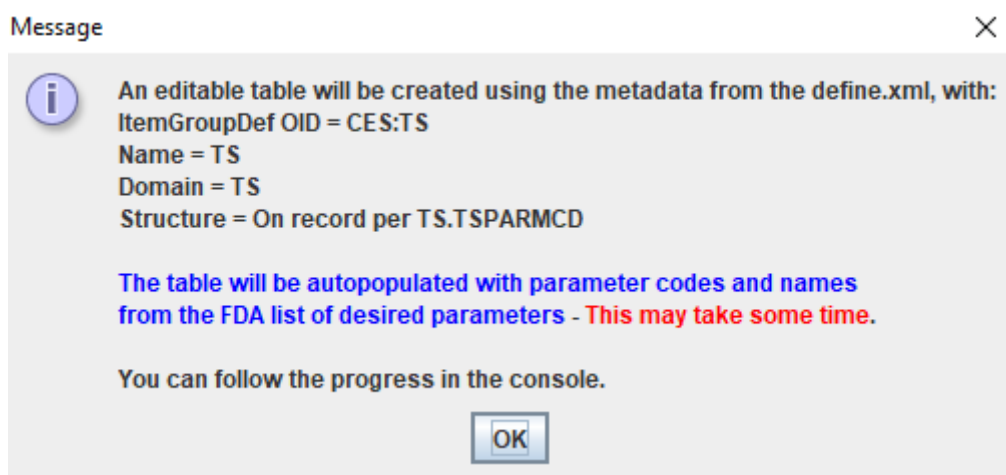 Message
An editable table will be created using the metadata from the define.xml, with:
ItemGroupDef OID = CES:TS
Name = TS
Domain = TS
Structure = On record per TS.TSPARMCD
The table will be autopopulated with parameter codes and names
from the FDA list of desired parameters - This may take some time.
You can follow the progress in the console.
OK